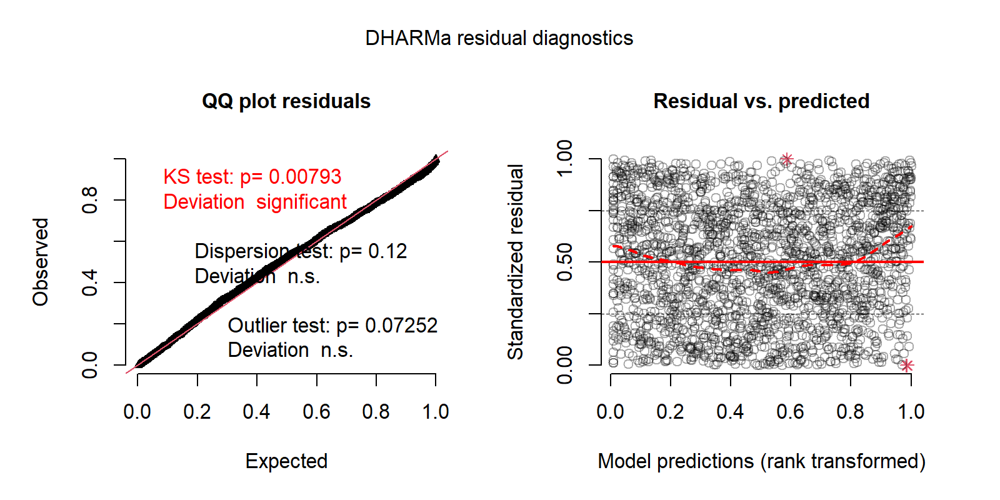 DHARMa residual diagnostics
QQ plot residuals
KS test: p= 0.00793
Deviation  significant
Dispersion test: p= 0.12
Deviation  n.s.
Outlier test: p= 0.07252
Deviation  n.s.
Observed
0.0
0.4
0.8
0.0 0.2 0.4 0.6 0.8 1.0
Expected
Residual vs. predicted
Standardized residual
0.00
0.50
1.00
0.0 0.2 0.4 0.6 0.8 1.0
Model predictions (rank transformed)